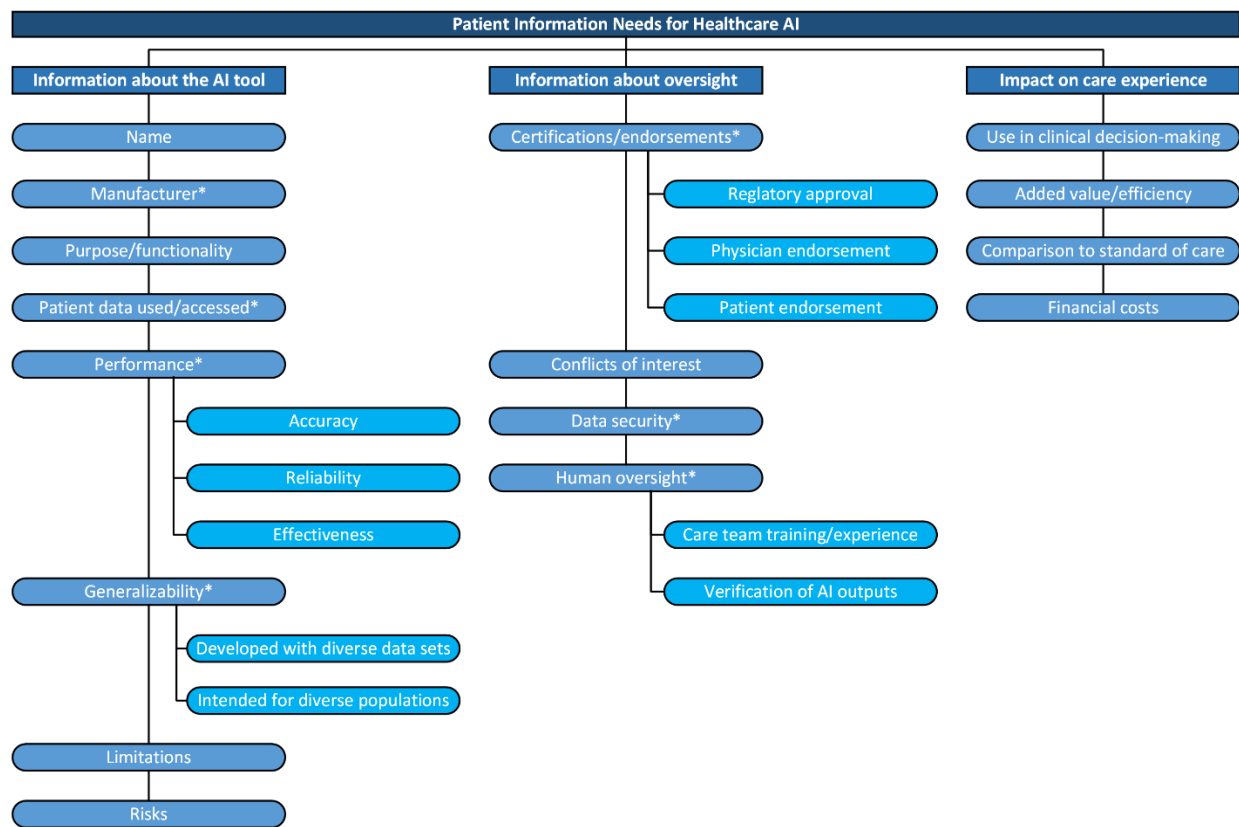 Patient Information Needs for Healthcare AI
Information about the AI tool
Name
Manufacturer*
Purpose/functionality
Patient data used/accessed*
Performance*
Accuracy
Reliability
Effectiveness
Generalizability*
Developed with diverse data sets
Intended for diverse populations
Limitations
Risks
Information about oversight
Certifications/endorsements*
Reglatory approval
Physician endorsement
Patient endorsement
Conflicts of interest
Data security*
Human oversight*
Care team training/experience
Verification of AI outputs
Impact on care experience
Use in clinical decision-making
Added value/efficiency
Comparison to standard of care
Financial costs